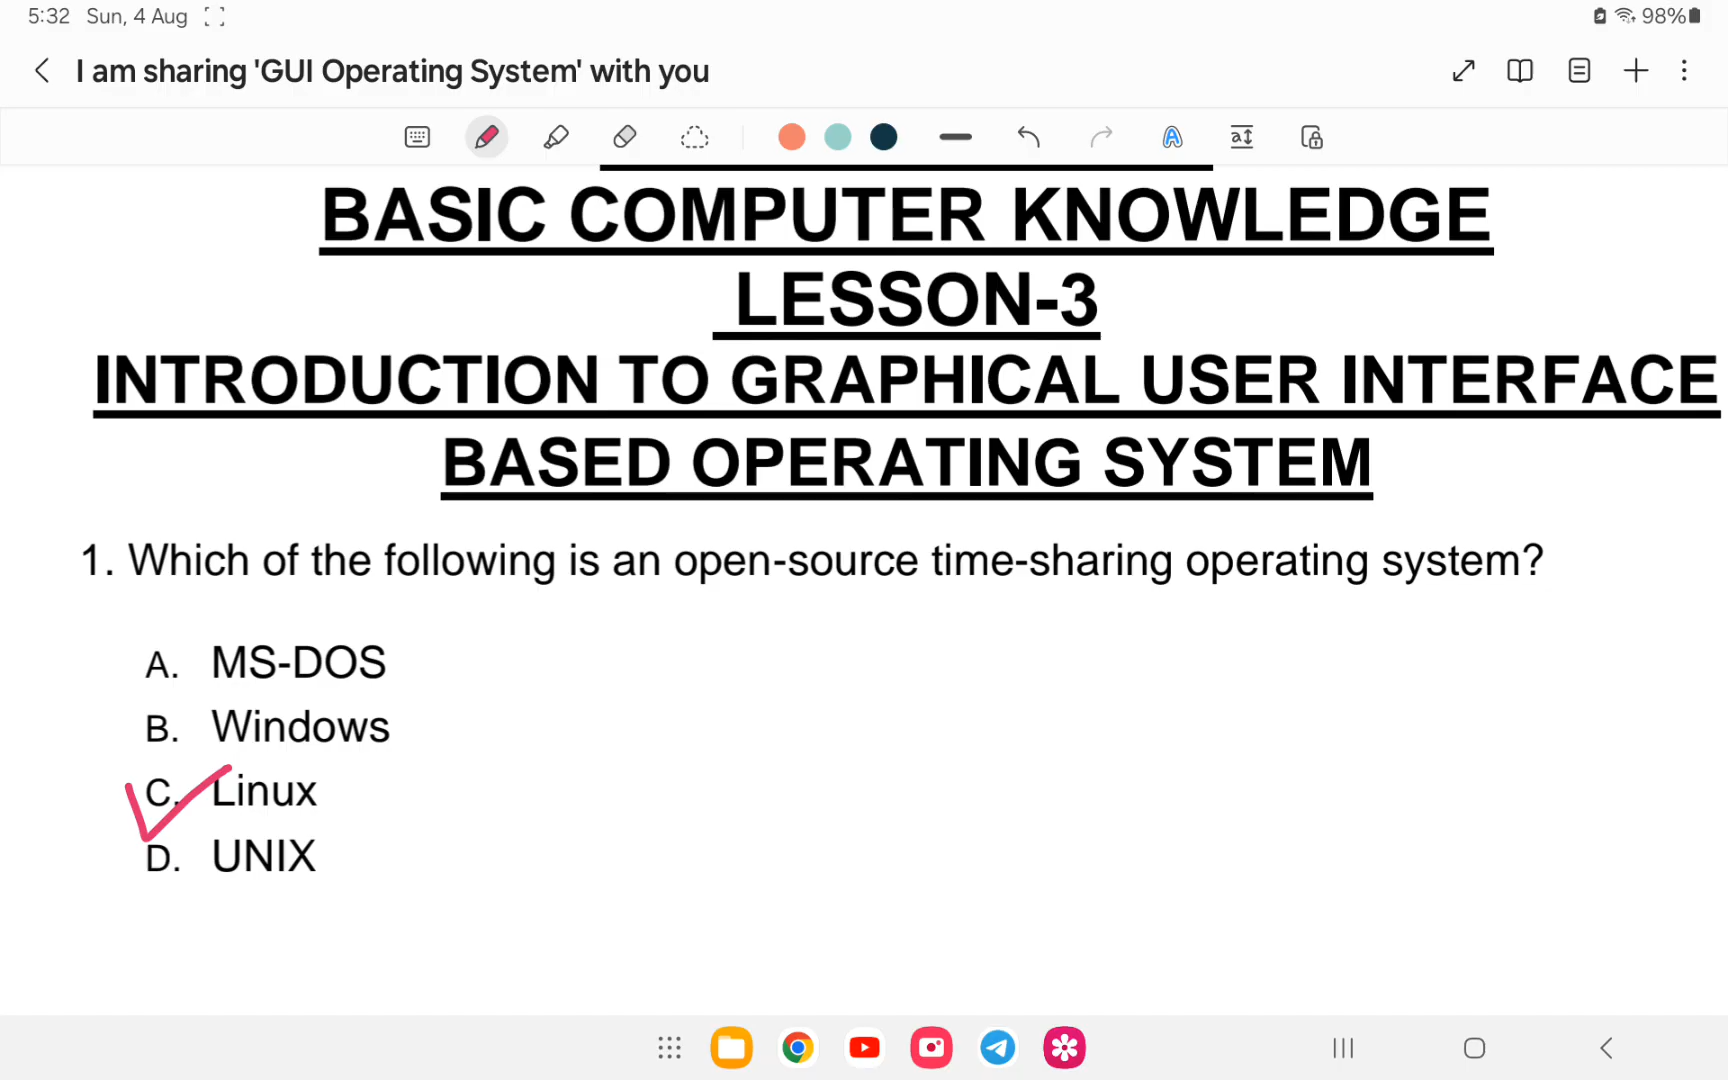 5:32 Sun, 4 Aug 98%
I am sharing 'GUI Operating System' with you
BASIC COMPUTER KNOWLEDGE
LESSON-3
INTRODUCTION TO GRAPHICAL USER INTERFACE
BASED OPERATING SYSTEM
1. Which of the following is an open-source time-sharing operating system?
A. MS-DOS
B. Windows
C. Linux
D. UNIX